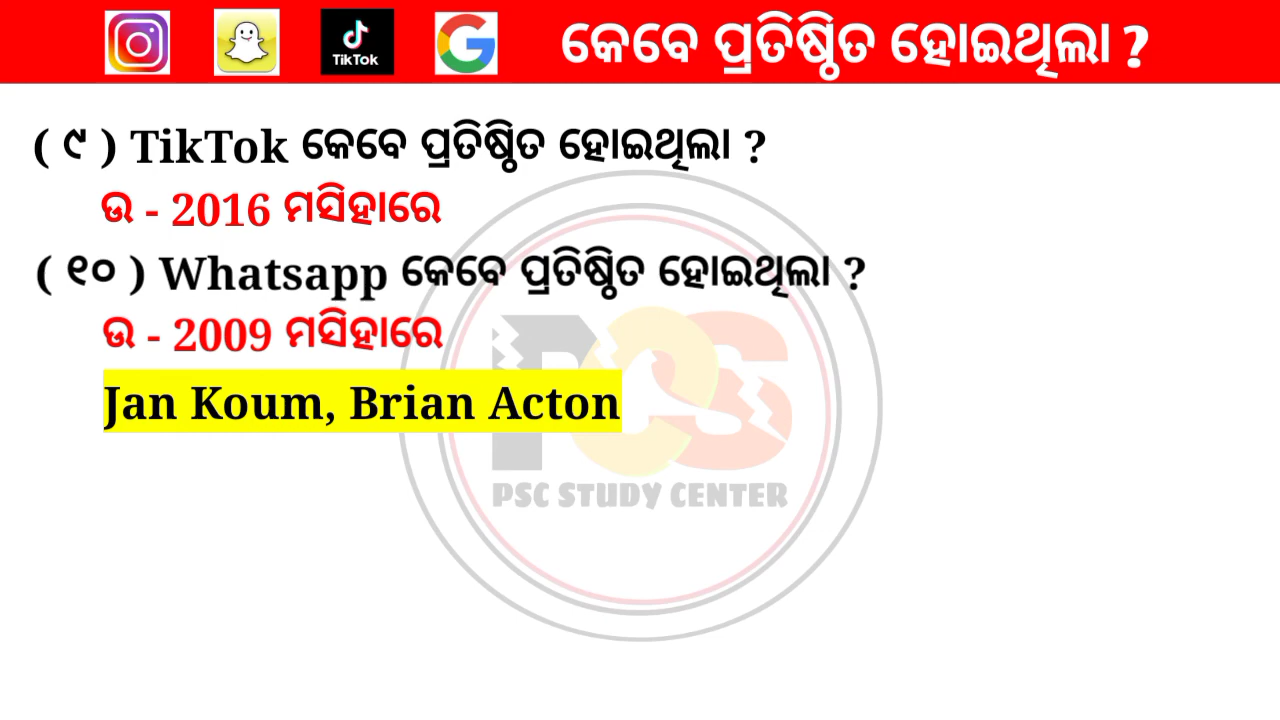 TikTok
କେବେ ପ୍ରତିଷ୍ଠିତ ହୋଇଥିଲା ?
( ୯ ) TikTok କେବେ ପ୍ରତିଷ୍ଠିତ ହୋଇଥିଲା ?
ଉ - 2016 ମସିହାରେ
( ୧୦ ) Whatsapp କେବେ ପ୍ରତିଷ୍ଠିତ ହୋଇଥିଲା ?
ଉ - 2009 ମସିହାରେ
Jan Koum, Brian Acton
PCS
PSC STUDY CENTER